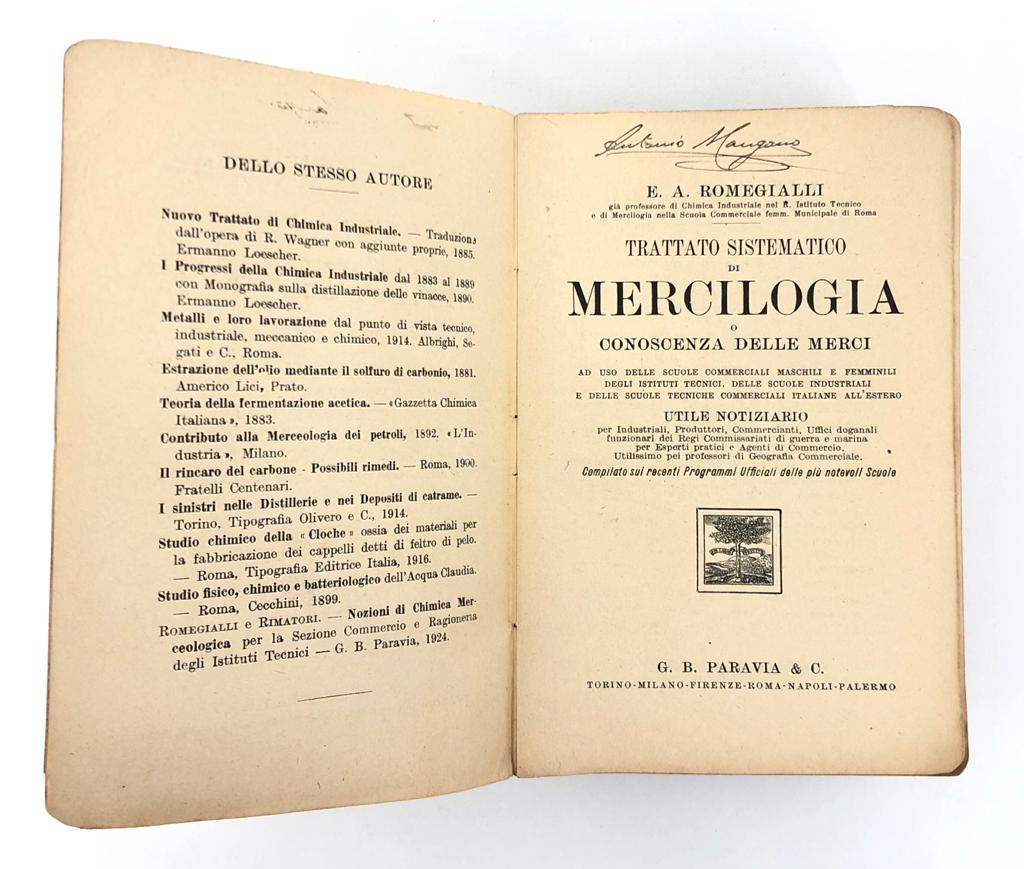 DELLO STESSO AUTORE
Nuovo Trattato di Chimica Industriale. — Traduzione
dall'opera di R. Wagner con aggiunte proprie, 1885.
Ermanno Loescher.
I Progressi della Chimica Industriale dal 1883 al 1889
con Monografia sulla distillazione delle vinacce, 1890.
Ermanno Loescher.
Metalli e loro lavorazione dal punto di vista tecnico,
industriale, meccanico e chimico, 1914. Albrighi, Se-
gati e C., Roma.
Estrazione dell'olio mediante il solfuro di carbonio, 1881.
Americo Lici, Prato.
Teoria della fermentazione acetica. — «Gazzetta Chimica
Italiana», 1883.
Contributo alla Merceologia dei petroli, 1892. «L'In-
dustria», Milano.
Il rincaro del carbone - Possibili rimedi. — Roma, 1900.
Fratelli Centenari.
I sinistri nelle Distillerie e nei Depositi di catrame. —
Torino, Tipografia Olivero e C., 1914.
Studio chimico della «Cloche» ossia dei materiali per
la fabbricazione dei cappelli detti di feltro di pelo.
— Roma, Tipografia Editrice Italia, 1916.
Studio fisico, chimico e batteriologico dell'Acqua Claudia.
— Roma, Cecchini, 1899.
ROMEGIALLI e RIMATORI. — Nozioni di Chimica Mer-
ceologica per la Sezione Commercio e Ragioneria
degli Istituti Tecnici — G. B. Paravia, 1924.
Antonio Mangano
E. A. ROMEGIALLI
già professore di Chimica Industriale nel R. Istituto Tecnico
e di Mercilogia nella Scuola Commerciale femm. Municipale di Roma
TRATTATO SISTEMATICO
DI
MERCILOGIA
O
CONOSCENZA DELLE MERCI
AD USO DELLE SCUOLE COMMERCIALI MASCHILI E FEMMINILI
DEGLI ISTITUTI TECNICI, DELLE SCUOLE INDUSTRIALI
E DELLE SCUOLE TECNICHE COMMERCIALI ITALIANE ALL'ESTERO
UTILE NOTIZIARIO
per Industriali, Produttori, Commercianti, Uffici doganali
funzionari dei Regi Commissariati di guerra e marina
per Esperti pratici e Agenti di Commercio.
Utilissimo pei professori di Geografia Commerciale.
Compilato sui recenti Programmi Ufficiali delle più notevoli Scuole
G. B. PARAVIA & C.
TORINO-MILANO-FIRENZE-ROMA-NAPOLI-PALERMO